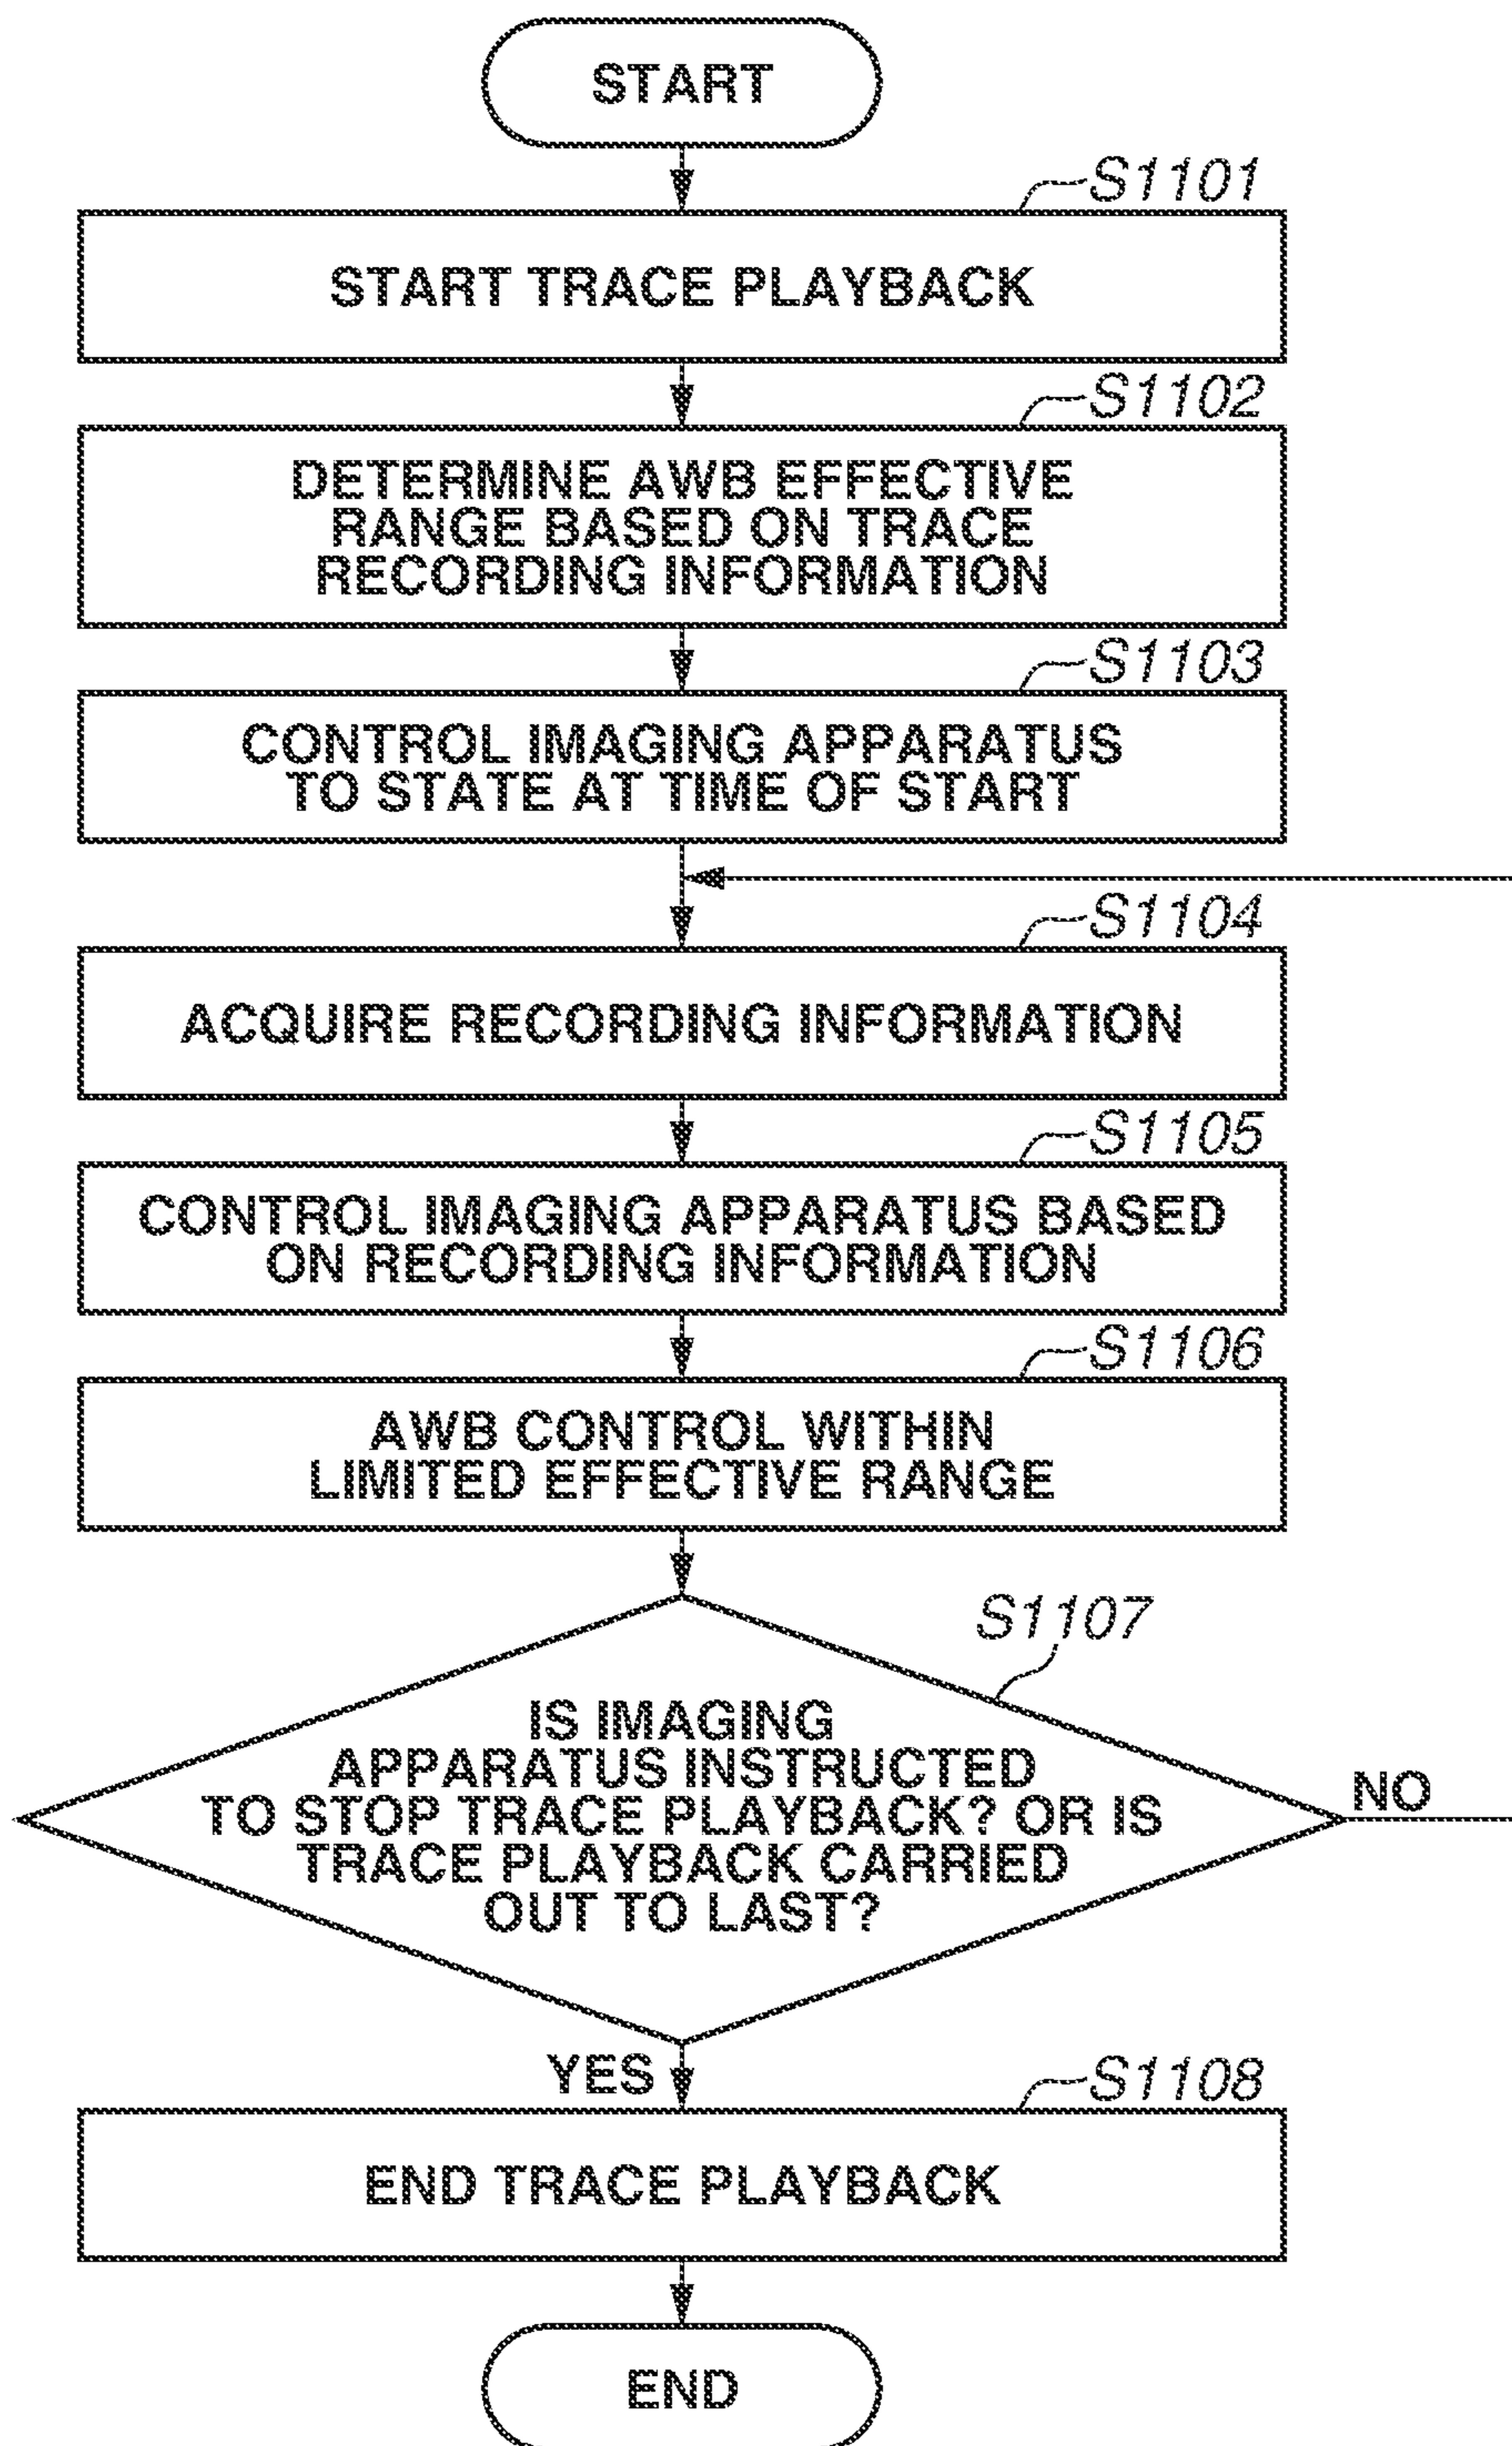 START
S1101
START TRACE PLAYBACK
S1102
DETERMINE AWB EFFECTIVE
RANGE BASED ON TRACE
RECORDING INFORMATION
S1103
CONTROL IMAGING APPARATUS
TO STATE AT TIME OF START
S1104
ACQUIRE RECORDING INFORMATION
S1105
CONTROL IMAGING APPARATUS BASED
ON RECORDING INFORMATION
S1106
AWB CONTROL WITHIN
LIMITED EFFECTIVE RANGE
S1107
IS IMAGING
APPARATUS INSTRUCTED
TO STOP TRACE PLAYBACK? OR IS
TRACE PLAYBACK CARRIED
OUT TO LAST?
NO
YES
S1108
END TRACE PLAYBACK
END